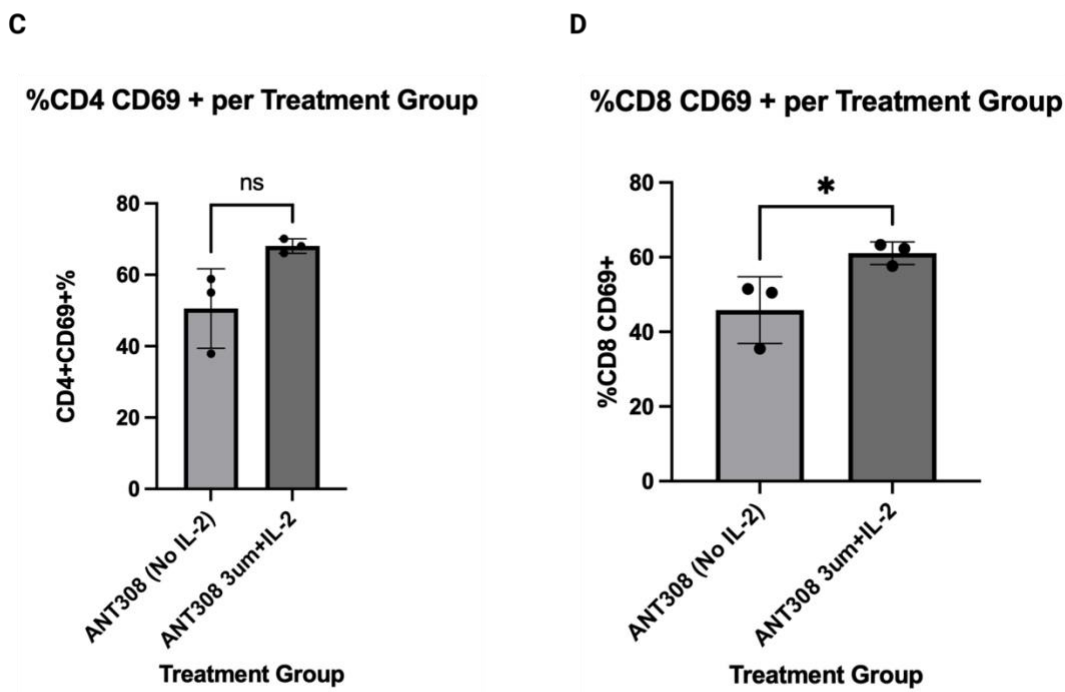 C
%CD4 CD69 + per Treatment Group
ns
80
60
40
20
0
CD4+CD69+%
ANT308 (No IL-2)
ANT308 3um+IL-2
Treatment Group
D
%CD8 CD69 + per Treatment Group
*
80
60
40
20
0
%CD8 CD69+
ANT308 (No IL-2)
ANT308 3um+IL-2
Treatment Group